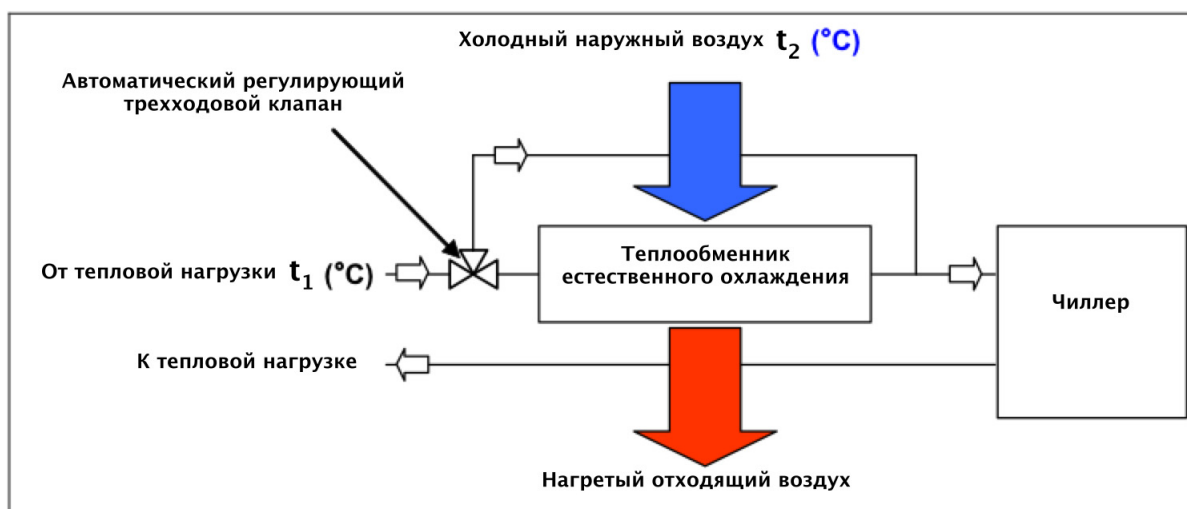 Холодный наружный воздух t₂ (°C)
Автоматический регулирующий
трехходовой клапан
Теплообменник
естественного охлаждения
От тепловой нагрузки t₁ (°C)
Чиллер
К тепловой нагрузке
Нагретый отходящий воздух